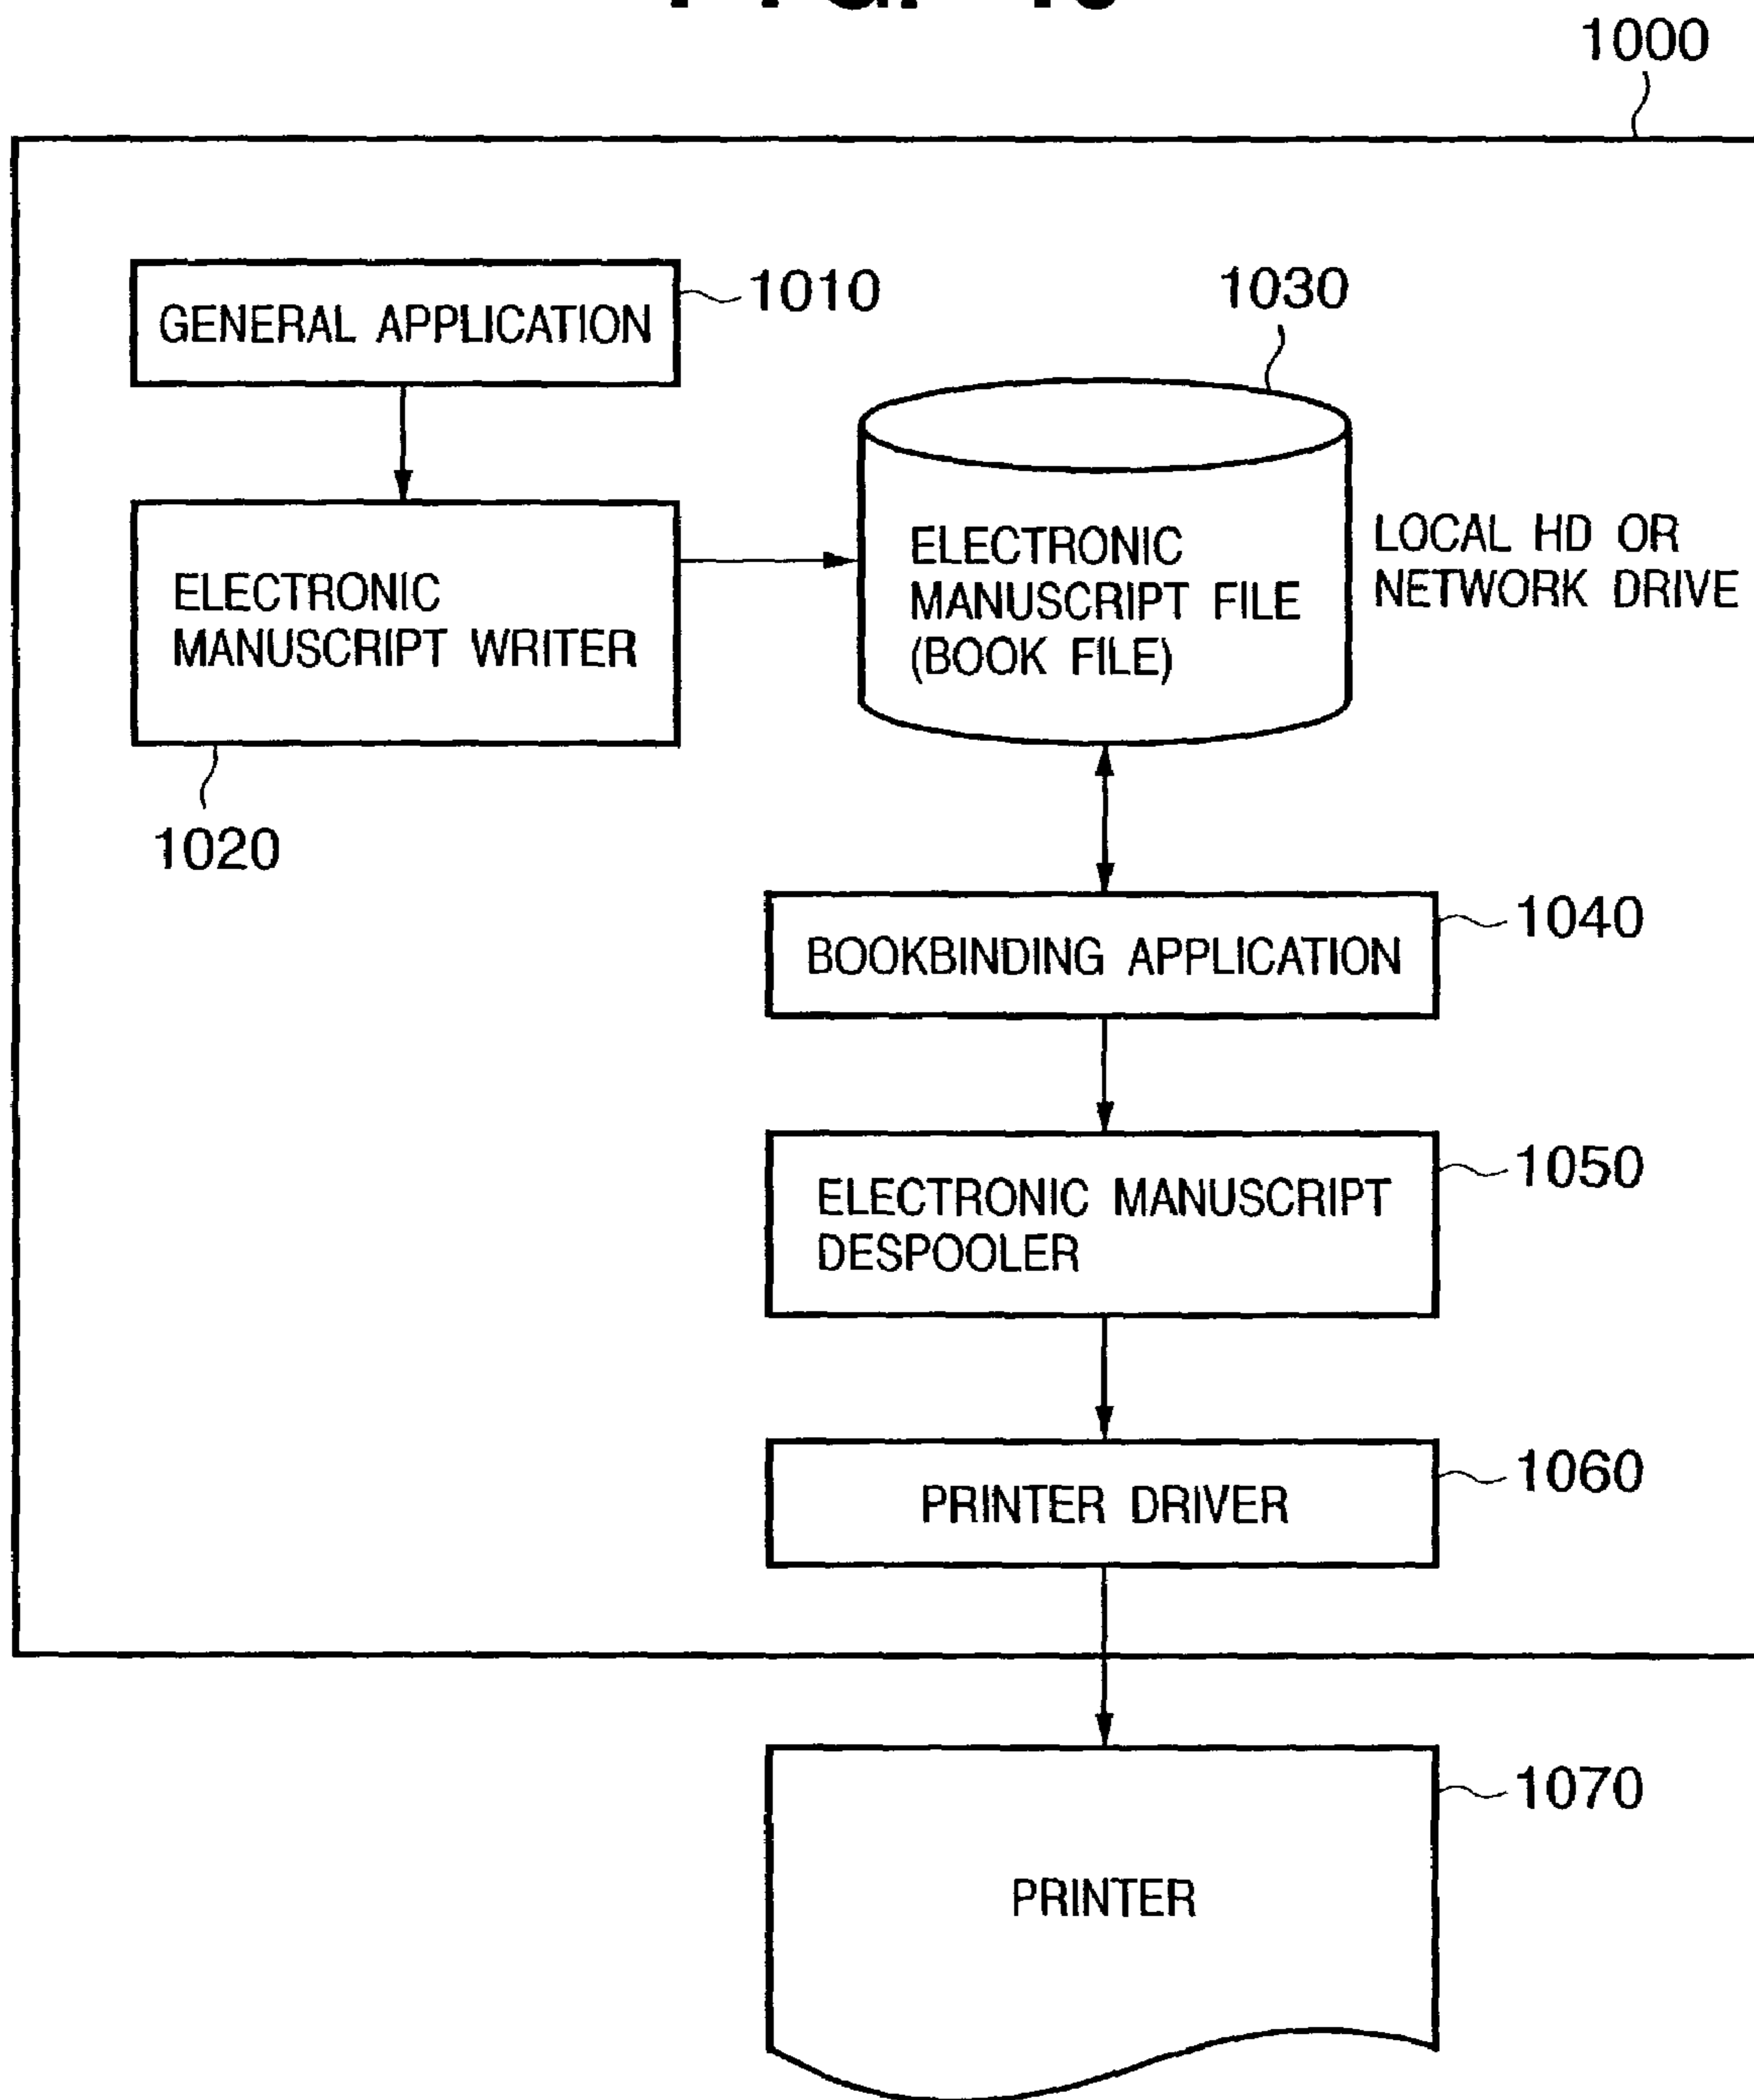 1000
GENERAL APPLICATION
1010
1030
ELECTRONIC
MANUSCRIPT WRITER
1020
ELECTRONIC
MANUSCRIPT FILE
(BOOK FILE)
LOCAL HD OR
NETWORK DRIVE
BOOKBINDING APPLICATION
1040
ELECTRONIC MANUSCRIPT
DESPOOLER
1050
PRINTER DRIVER
1060
PRINTER
1070